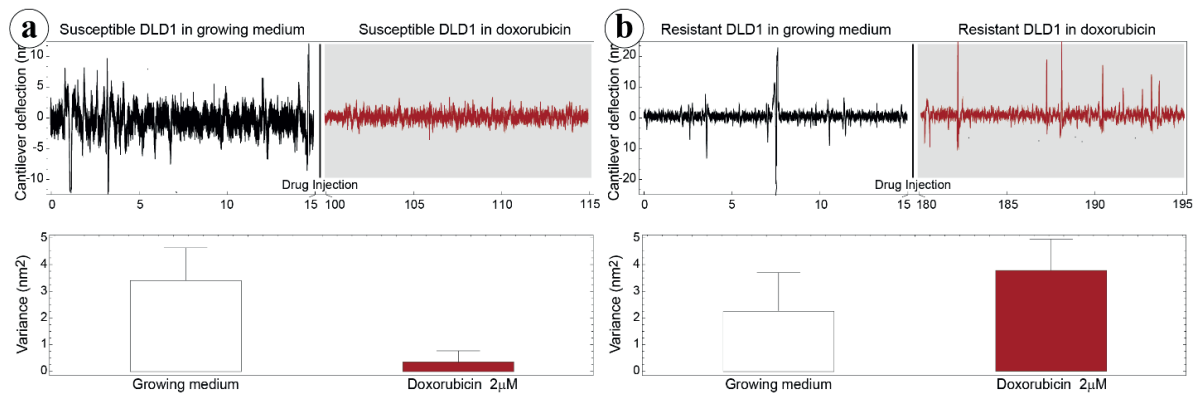 a
Susceptible DLD1 in growing medium
Susceptible DLD1 in doxorubicin
Cantilever deflection (nm
10
5
0
-5
-10
Drug Injection
0
5
10
15
100
105
110
115
Variance (nm2)
5
4
3
2
1
0
Growing medium
Doxorubicin 2μM
b
Resistant DLD1 in growing medium
Resistant DLD1 in doxorubicin
Cantilever deflection (nm
20
10
0
-10
-20
Drug Injection
0
5
10
15
180
185
190
195
Variance (nm2)
5
4
3
2
1
0
Growing medium
Doxorubicin 2μM